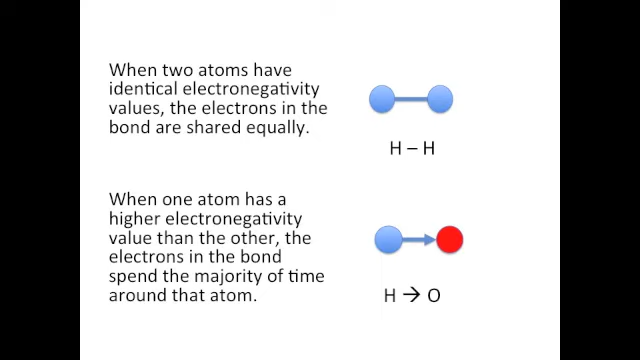 When two atoms have
identical electronegativity
values, the electrons in the
bond are shared equally.
H – H
When one atom has a
higher electronegativity
value than the other, the
electrons in the bond
spend the majority of time
around that atom.
H → O